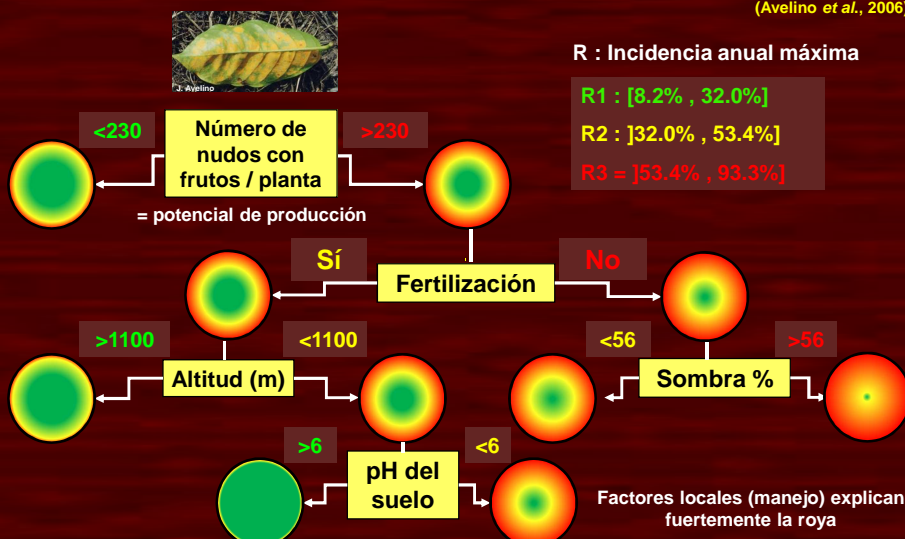 (Avelino et al., 2006)
J. Avelino
R : Incidencia anual máxima
R1 : [8.2% , 32.0%]
R2 : ]32.0% , 53.4%]
R3 = ]53.4% , 93.3%]
<230
Número de
nudos con
frutos / planta
>230
= potencial de producción
Sí
Fertilización
No
>1100
Altitud (m)
<1100
<56
Sombra %
>56
>6
pH del
suelo
<6
Factores locales (manejo) explican
fuertemente la roya